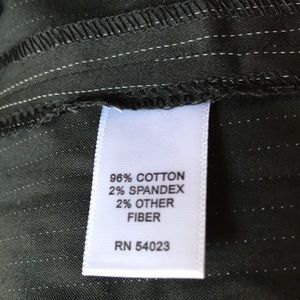 96% COTTON
2% SPANDEX
2% OTHER
FIBER
RN 54023